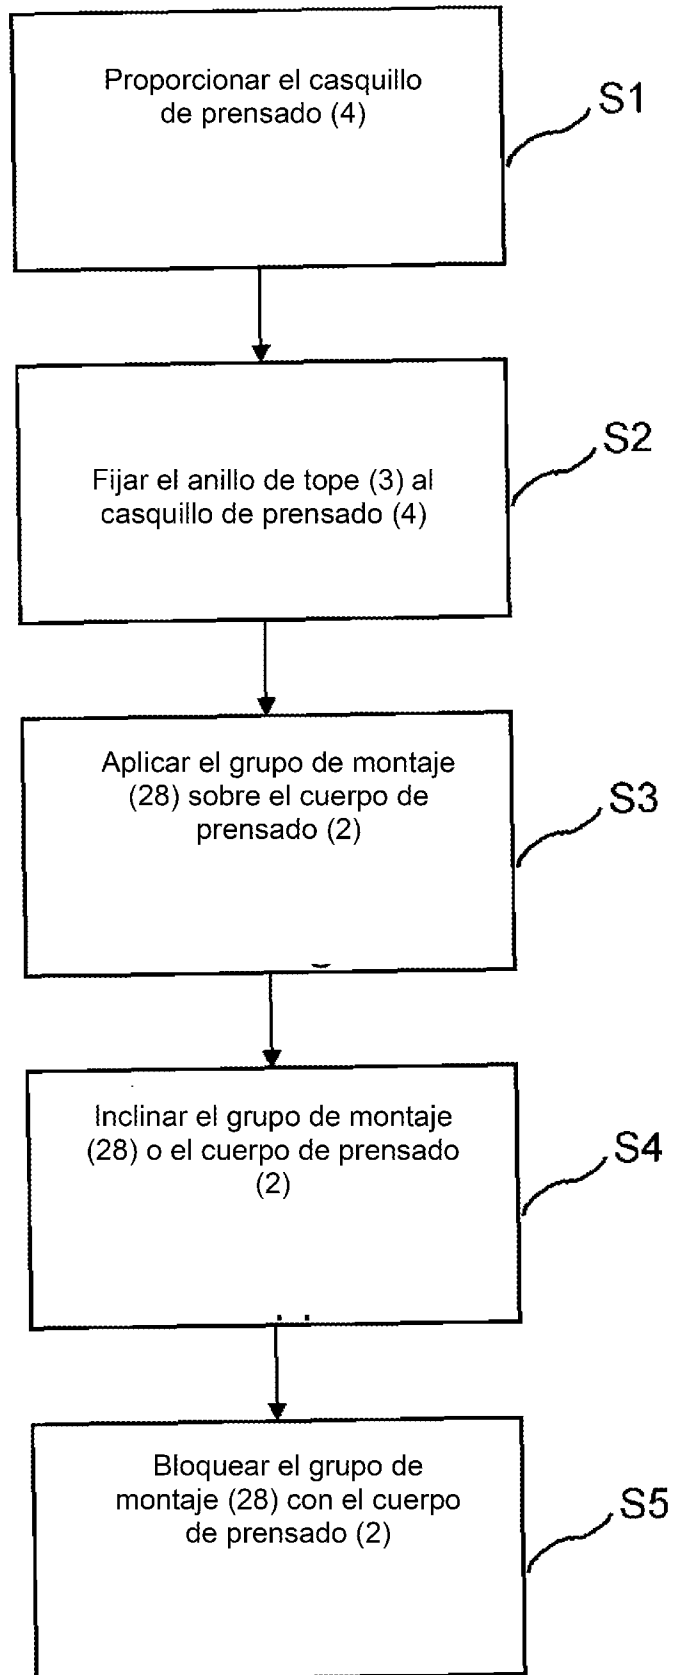 Proporcionar el casquillo
de prensado (4)
S1
Fijar el anillo de tope (3) al
casquillo de prensado (4)
S2
Aplicar el grupo de montaje
(28) sobre el cuerpo de
prensado (2)
S3
Inclinar el grupo de montaje
(28) o el cuerpo de prensado
(2)
S4
Bloquear el grupo de
montaje (28) con el cuerpo
de prensado (2)
S5